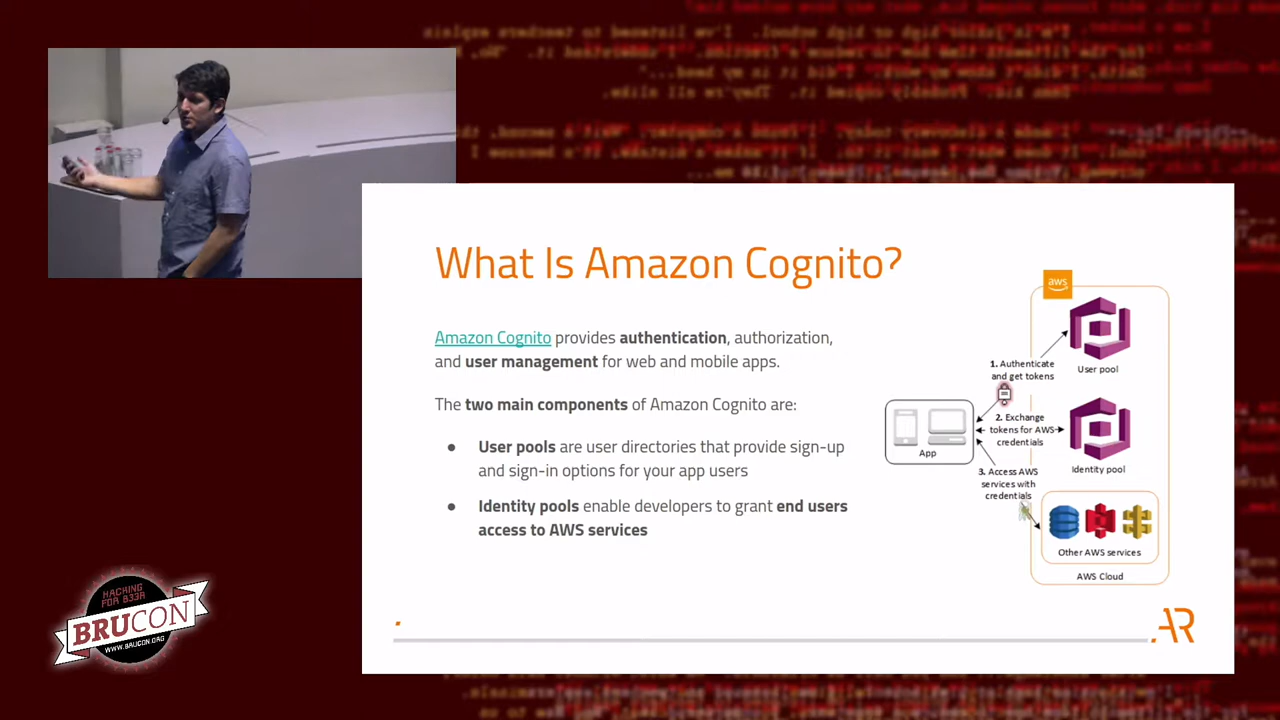 What Is Amazon Cognito?
Amazon Cognito provides authentication, authorization,
and user management for web and mobile apps.
The two main components of Amazon Cognito are:
● User pools are user directories that provide sign-up
and sign-in options for your app users
● Identity pools enable developers to grant end users
access to AWS services
aws
User pool
1. Authenticate
and get tokens
2. Exchange
tokens for AWS
credentials
App
Identity pool
3. Access AWS
services with
credentials
Other AWS services
AWS Cloud
AR
HACKING
FOR B33R
BRUCON
WWW.BRUCON.ORG